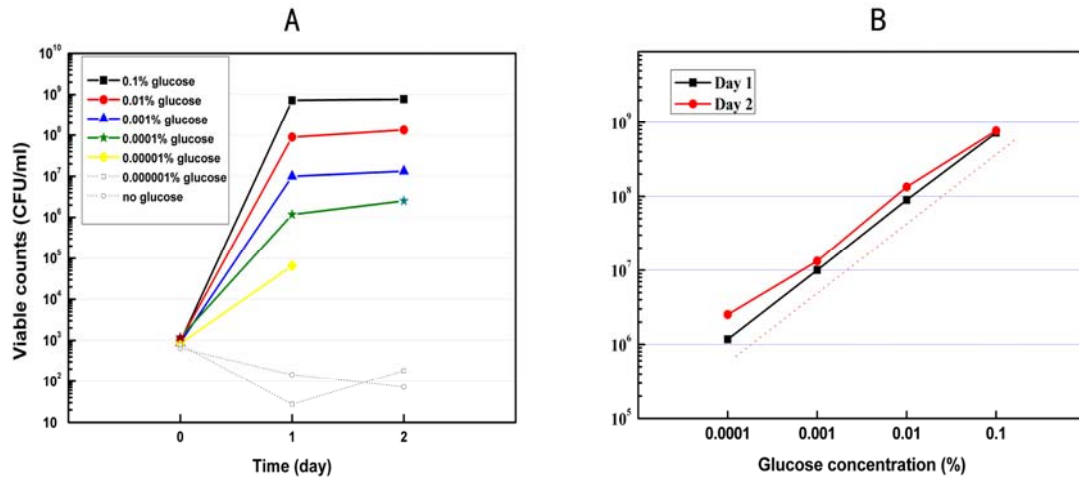 A
Viable counts (CFU/ml)
10^10
10^9
10^8
10^7
10^6
10^5
10^4
10^3
10^2
10
0.1% glucose
0.01% glucose
0.001% glucose
0.0001% glucose
0.00001% glucose
0.000001% glucose
no glucose
0 1 2
Time (day)
B
Day 1
Day 2
10^9
10^8
10^7
10^6
10^5
0.0001 0.001 0.01 0.1
Glucose concentration (%)